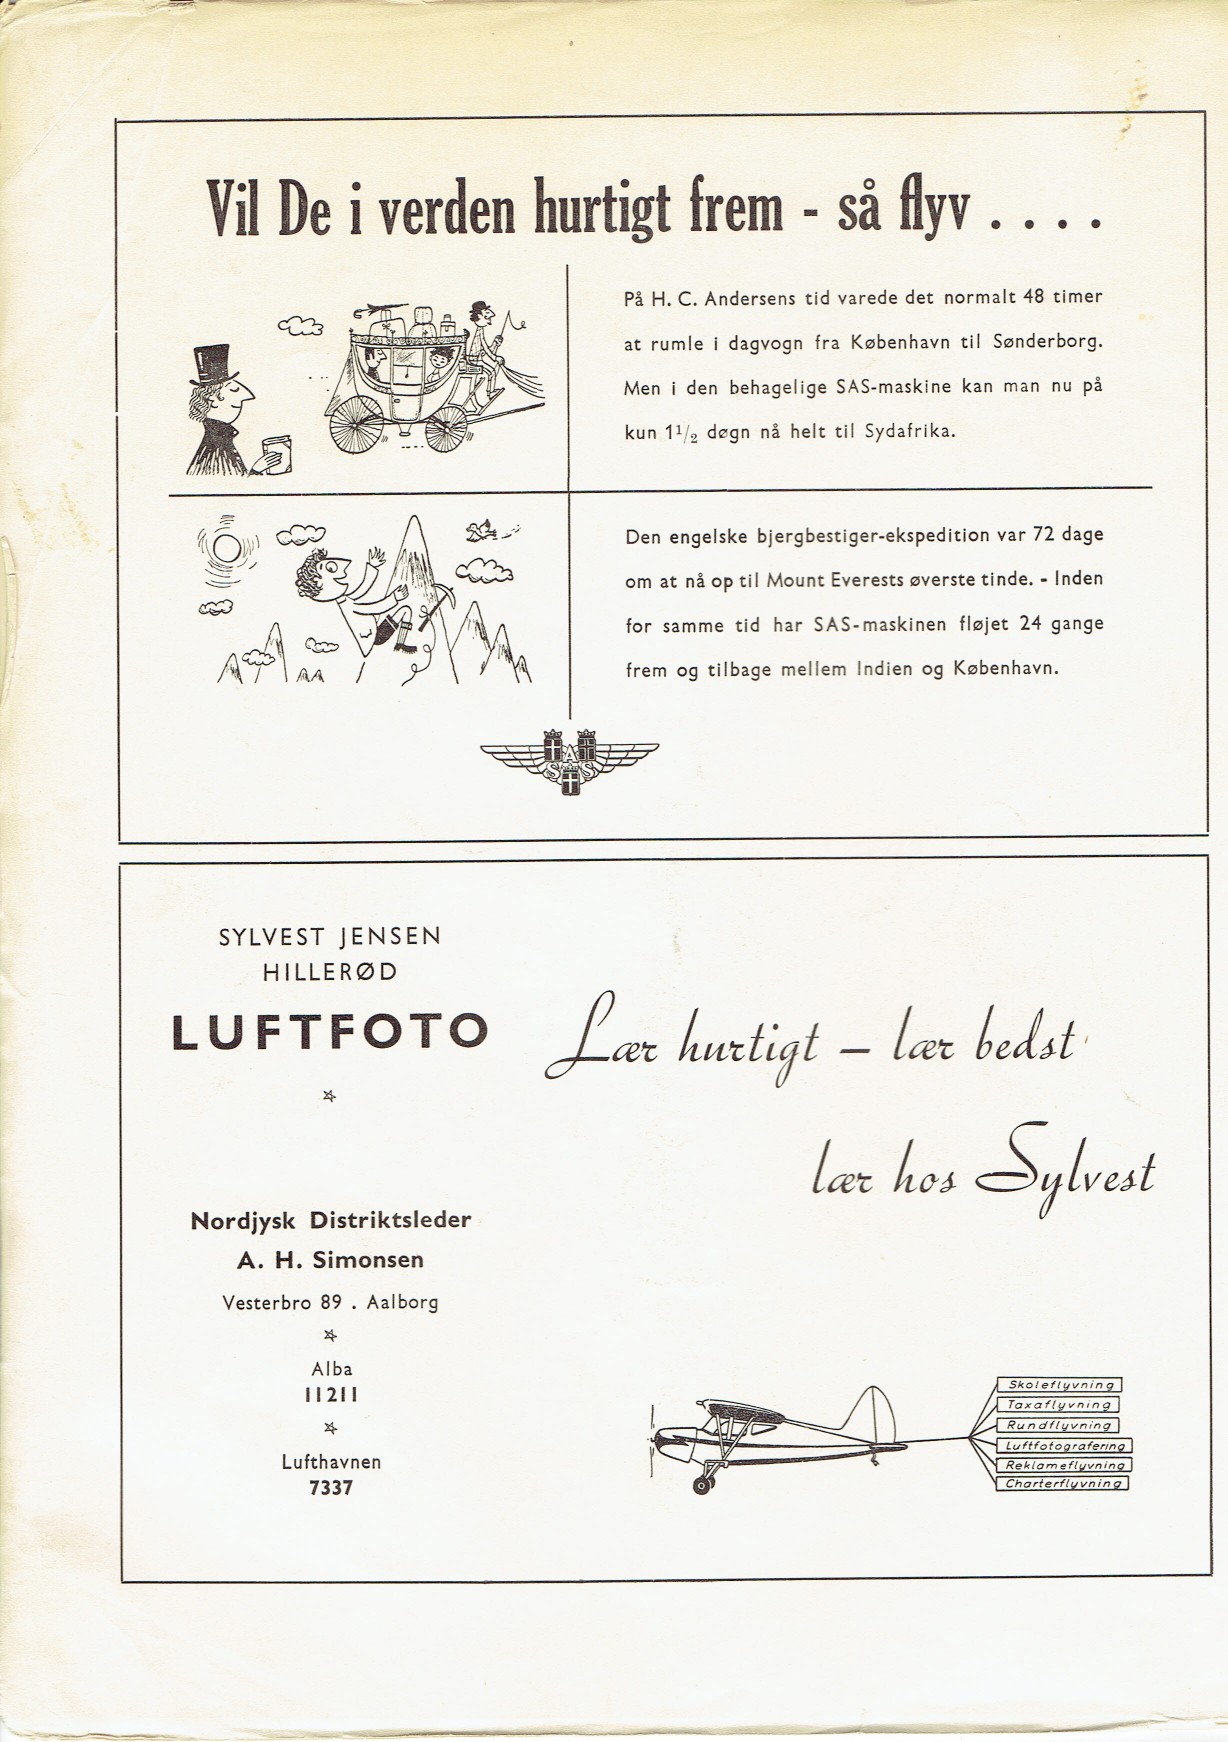 Vil De i verden hurtigt frem - så flyv . . . .
På H. C. Andersens tid varede det normalt 48 timer
at rumle i dagvogn fra København til Sønderborg.
Men i den behagelige SAS-maskine kan man nu på
kun 1 1/2 døgn nå helt til Sydafrika.
Den engelske bjergbestiger-ekspedition var 72 dage
om at nå op til Mount Everests øverste tinde. - Inden
for samme tid har SAS-maskinen fløjet 24 gange
frem og tilbage mellem Indien og København.
S A S
SYLVEST JENSEN
HILLERØD
LUFTFOTO
Nordjysk Distriktsleder
A. H. Simonsen
Vesterbro 89 . Aalborg
Alba
11211
Lufthavnen
7337
Lær hurtigt – lær bedst
lær hos Sylvest
Skoleflyvning
Taxaflyvning
Rundflyvning
Luftfotografering
Reklameflyvning
Charterflyvning